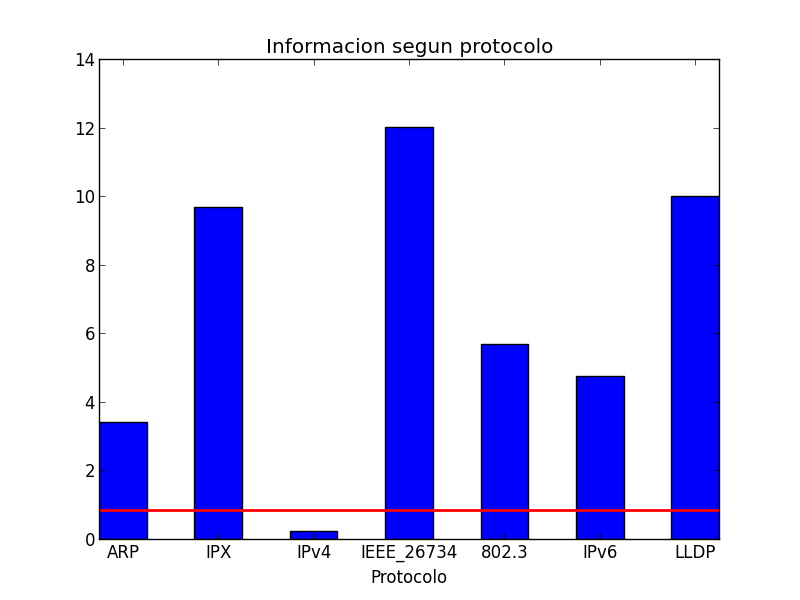 Informacion segun protocolo
14
12
10
8
6
4
2
0
ARP IPX IPv4 IEEE_26734 802.3 IPv6 LLDP
Protocolo